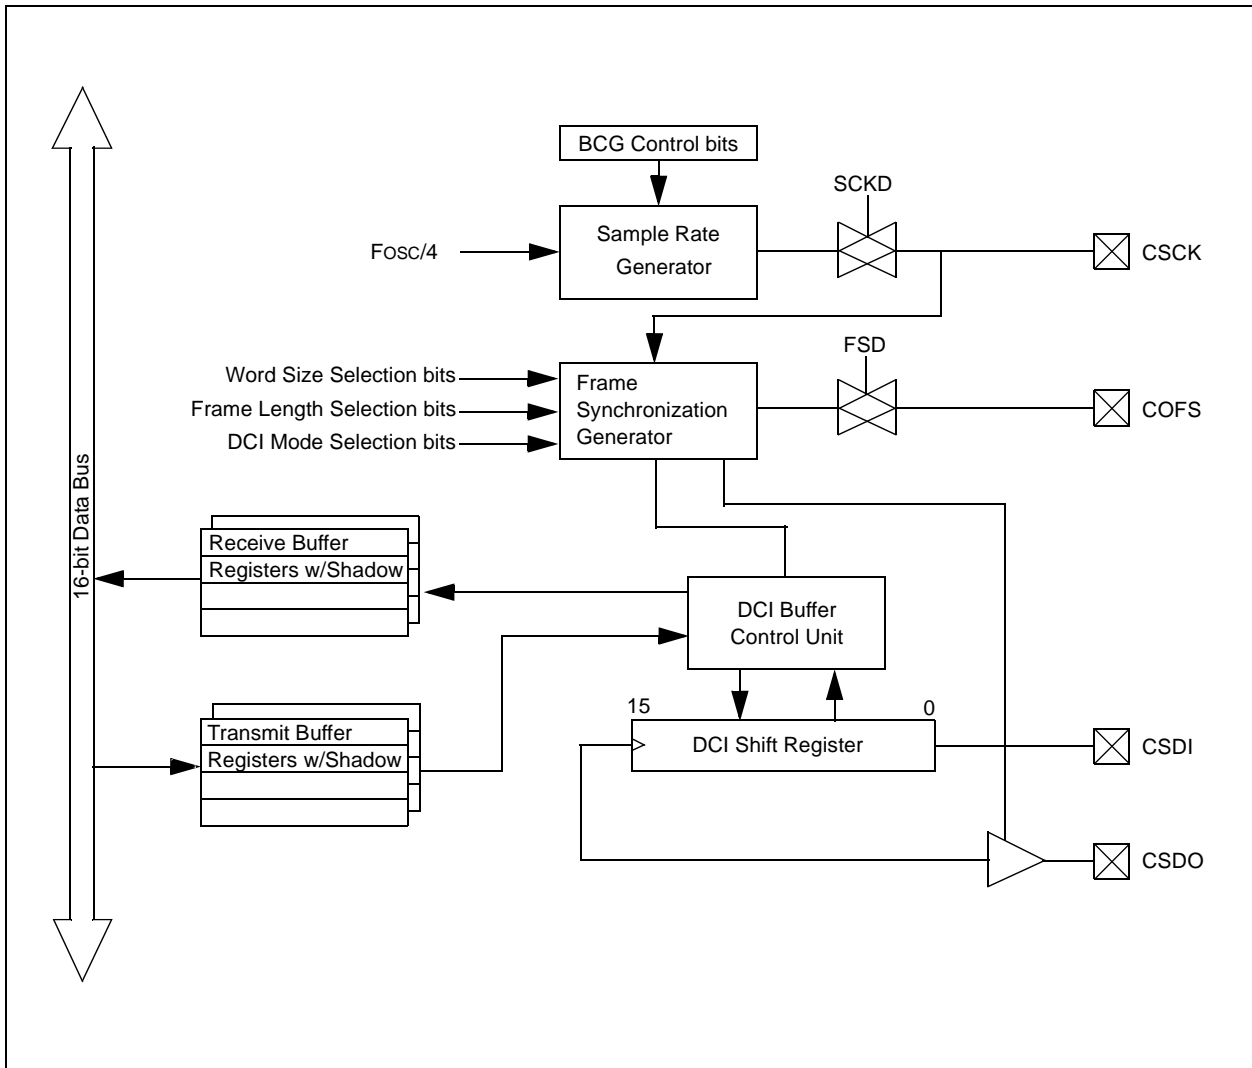 BCG Control bits
SCKD
Sample Rate
Generator
FOSC/4
CSCK
FSD
Word Size Selection bits
Frame Length Selection bits
DCI Mode Selection bits
Frame
Synchronization
Generator
COFS
16-bit Data Bus
Receive Buffer
Registers w/Shadow
DCI Buffer
Control Unit
15
0
Transmit Buffer
Registers w/Shadow
DCI Shift Register
CSDI
CSDO